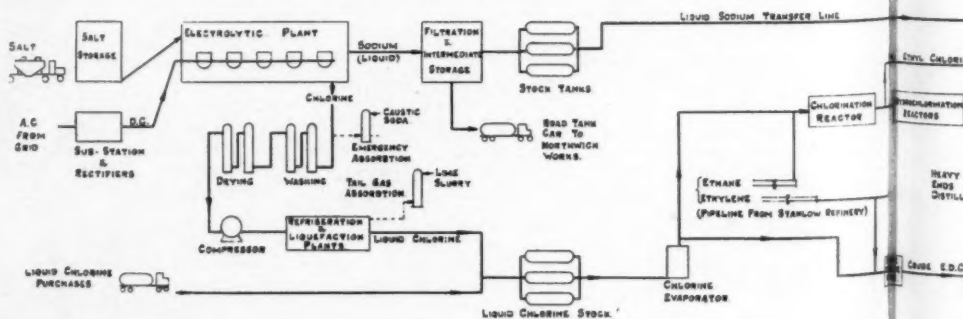 SALT
SALT
STORAGE
ELECTROLYTIC PLANT
SODIUM
(LIQUID)
FILTRATION
&
INTERMEDIATE
STORAGE
LIQUID SODIUM TRANSFER LINE
STOCK TANKS
ETHYL CHLORI
CHLORINE
A.C.
FROM
GRID
D.C.
SUB-STATION
&
RECTIFIERS
CAUSTIC
SODA.
EMERGENCY
ABSORPTION
ROAD TANK
CAR TO
NORTHWICH
WORKS.
CHLORINATION
REACTOR
REACTORS
DRYING
WASHING
TAIL GAS
ABSORPTION
LIME
SLURRY
ETHANE
ETHYLENE
(PIPELINE FROM STANLOW REFINERY)
HEAVY
ENDS
DISTILL
COMPRESSOR
REFRIGERATION
&
LIQUEFACTION
PLANTS
LIQUID CHLORINE
LIQUID CHLORINE
PURCHASES
LIQUID CHLORINE STOCK.
CHLORINE
EVAPORATOR
CRUDE E.D.C